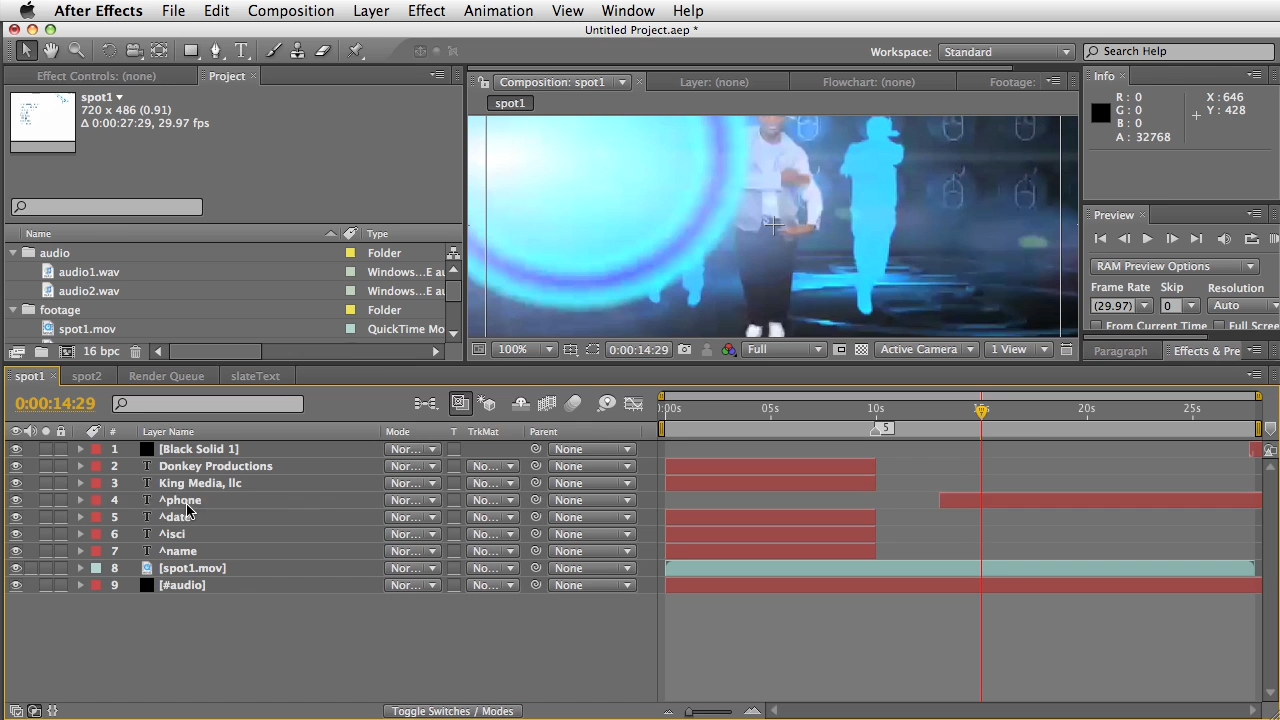 After Effects File Edit Composition Layer Effect Animation View Window Help
Untitled Project.aep *
Workspace: Standard Search Help
Effect Controls: (none) Project
spot1
720 x 486 (0.91)
Δ 0:00:27:29, 29.97 fps
Name Type
audio Folder
audio1.wav Windows...E au
audio2.wav Windows...E au
footage Folder
spot1.mov QuickTime Mo
16 bpc
Composition: spot1 Layer: (none) Flowchart: (none) Footage:
spot1
100% 0:00:14:29 Full Active Camera 1 View
Info
R: 0 X: 646
G: 0 Y: 428
B: 0
A: 32768
Preview
RAM Preview Options
Frame Rate Skip Resolution
(29.97) 0 Auto
From Current Time Full Scree
Paragraph Effects & Pre
spot1 spot2 Render Queue slateText
0:00:14:29
:00s 05s 10s 20s 25s
5
# Layer Name Mode T TrkMat Parent
1 [Black Solid 1] Nor... None
2 T Donkey Productions Nor... No... None
3 T King Media, llc Nor... No... None
4 T ^phone Nor... No... None
5 T ^date Nor... No... None
6 T ^isci Nor... No... None
7 T ^name Nor... No... None
8 [spot1.mov] Nor... No... None
9 [#audio] Nor... No... None
Toggle Switches / Modes